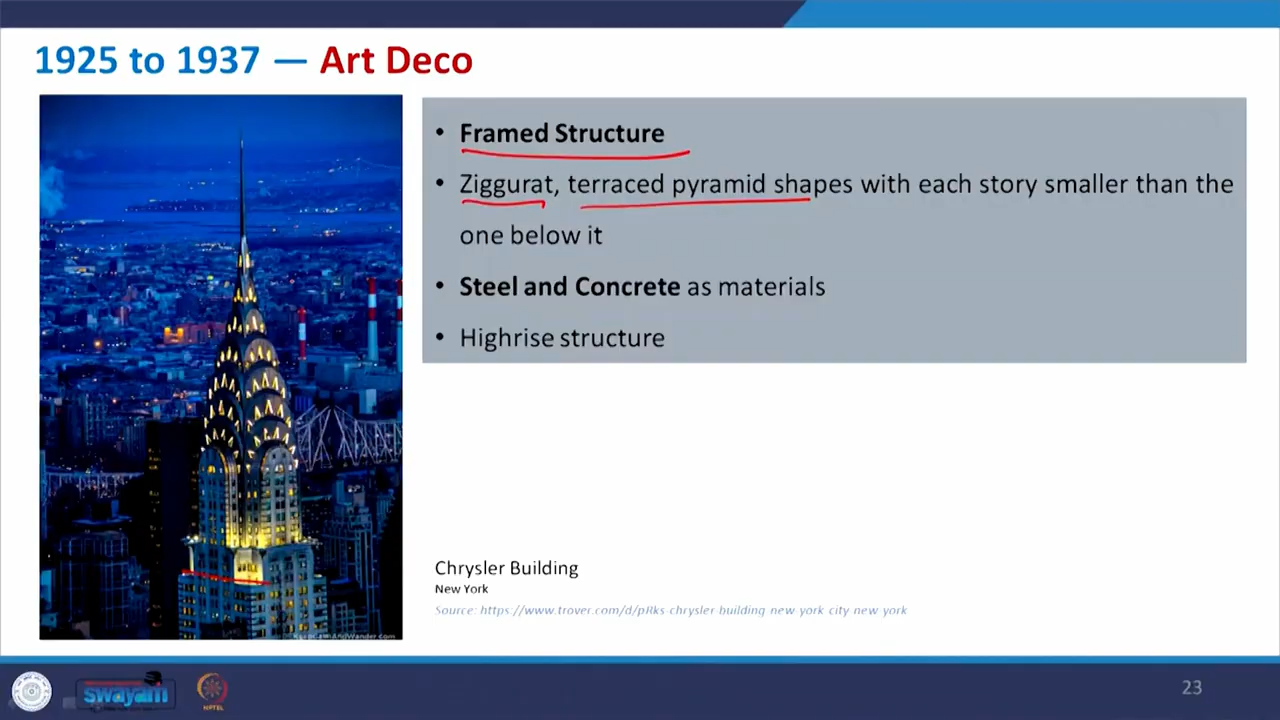 1925 to 1937 — Art Deco
• Framed Structure
• Ziggurat, terraced pyramid shapes with each story smaller than the
one below it
• Steel and Concrete as materials
• Highrise structure
Chrysler Building
New York
Source: https://www.trover.com/d/pRks-chrysler-building-new-york-city-new-york
swayam
NPTEL
23